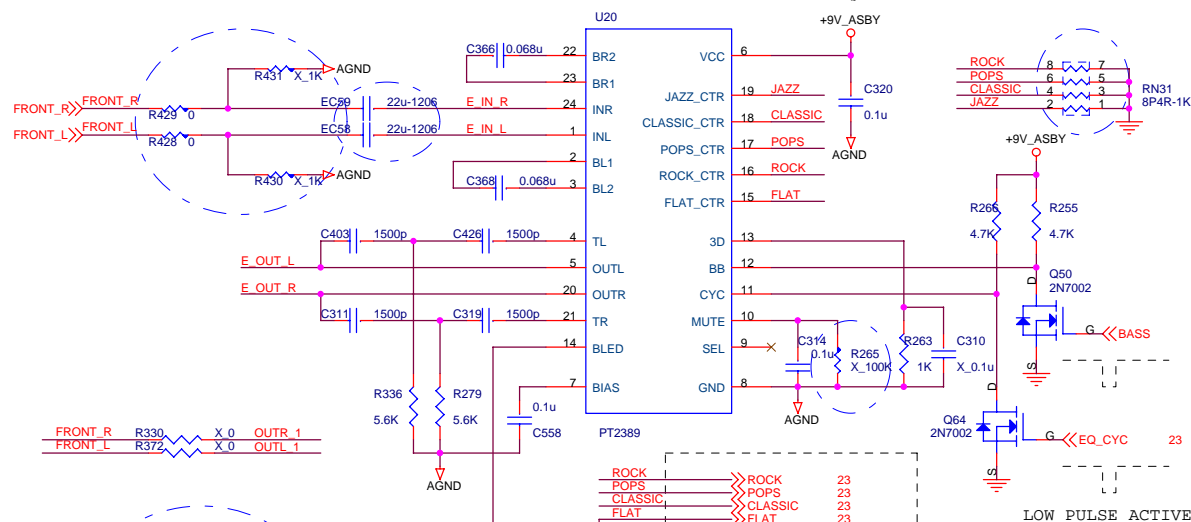 U20
+9V_ASBY
C366 0.068u 22 BR2 VCC 6
R431 X_1K AGND
23 BR1
ROCK 8 7
POPS 6 5
CLASSIC 4 3
JAZZ 2 1
RN31
8P4R-1K
FRONT_R FRONT_R R429 0 EC59 22u-1206 E_IN_R 24 INR JAZZ_CTR 19 JAZZ
C320
0.1u
AGND
FRONT_L FRONT_L R428 0 EC58 22u-1206 E_IN_L 1 INL CLASSIC_CTR 18 CLASSIC
2 BL1 POPS_CTR 17 POPS
+9V_ASBY
R430 X_1K AGND
C368 0.068u 3 BL2 ROCK_CTR 16 ROCK
FLAT_CTR 15 FLAT
R266
4.7K
R255
4.7K
C403 1500p C426 1500p 4 TL 3D 13
E_OUT_L 5 OUTL BB 12
E_OUT_R 20 OUTR CYC 11
D Q50
2N7002
G BASS
S
C311 1500p C319 1500p 21 TR MUTE 10
14 BLED SEL 9
C314
0.1u
R265
X_100K
R263
1K
C310
X_0.1u
7 BIAS GND 8
R336
5.6K
R279
5.6K
0.1u
C558
AGND
PT2389
D
Q64
2N7002
G EQ_CYC 23
S
FRONT_R R330 X_0 OUTR_1
FRONT_L R372 X_0 OUTL_1
AGND
ROCK ROCK 23
POPS POPS 23
CLASSIC CLASSIC 23
FLAT FLAT 23
LOW PULSE ACTIVE